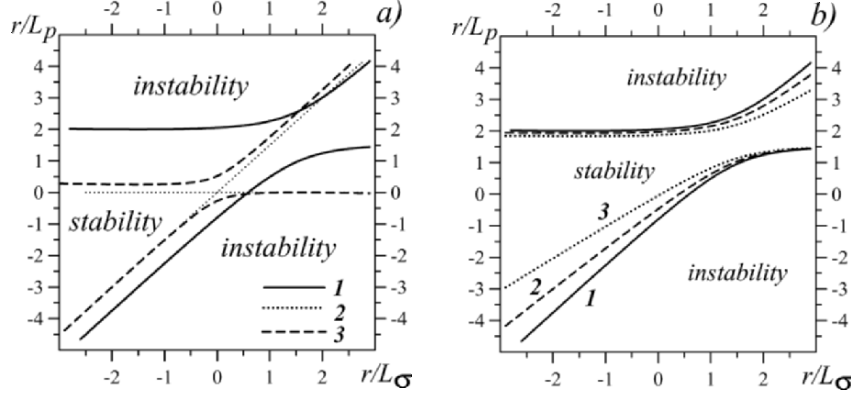 a)
-2 -1 0 1 2
r/Lp
4 4
3 3
2 2
1 1
0 0
-1 -1
-2 -2
-3 -3
-4 -4
instability
stability
instability
1
2
3
-2 -1 0 1 2
r/Lσ
b)
-2 -1 0 1 2
r/Lp
4 4
3 3
2 2
1 1
0 0
-1 -1
-2 -2
-3 -3
-4 -4
instability
stability
3
2
1
instability
-2 -1 0 1 2
r/Lσ